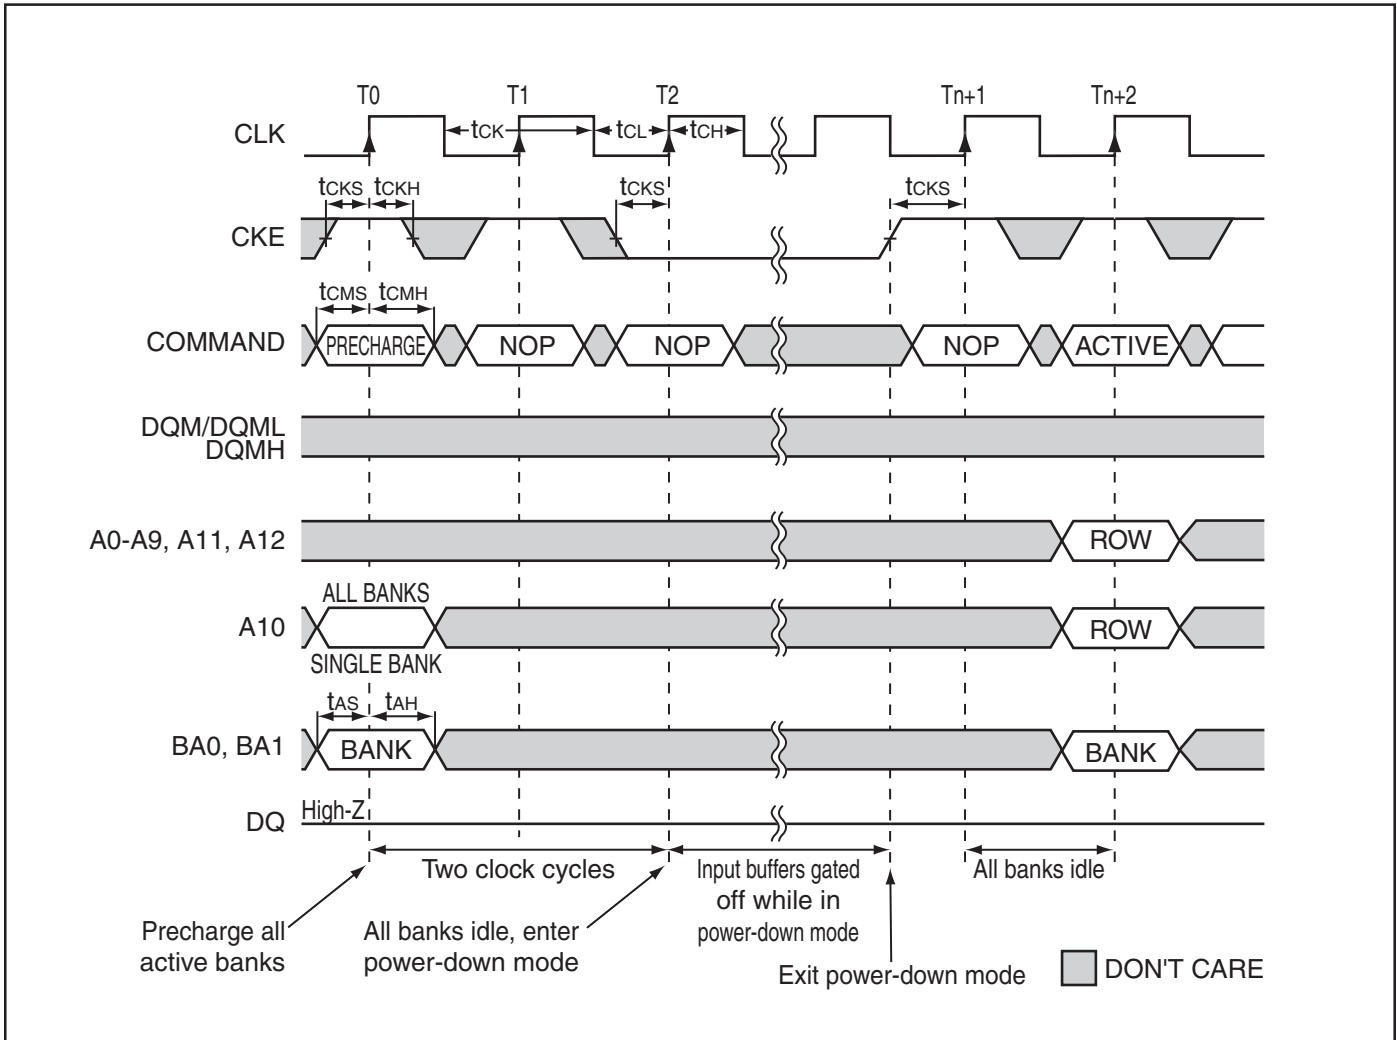 T0 T1 T2 Tn+1 Tn+2
CLK tCK tCL tCH
tCKS tCKH tCKS tCKS
CKE
tCMS tCMH
COMMAND PRECHARGE NOP NOP NOP ACTIVE
DQM/DQML
DQMH
A0-A9, A11, A12 ROW
ALL BANKS
A10 ROW
SINGLE BANK
tAS tAH
BA0, BA1 BANK BANK
High-Z
DQ
Two clock cycles
Input buffers gated
off while in
power-down mode
All banks idle
Precharge all
active banks
All banks idle, enter
power-down mode
Exit power-down mode
DON'T CARE